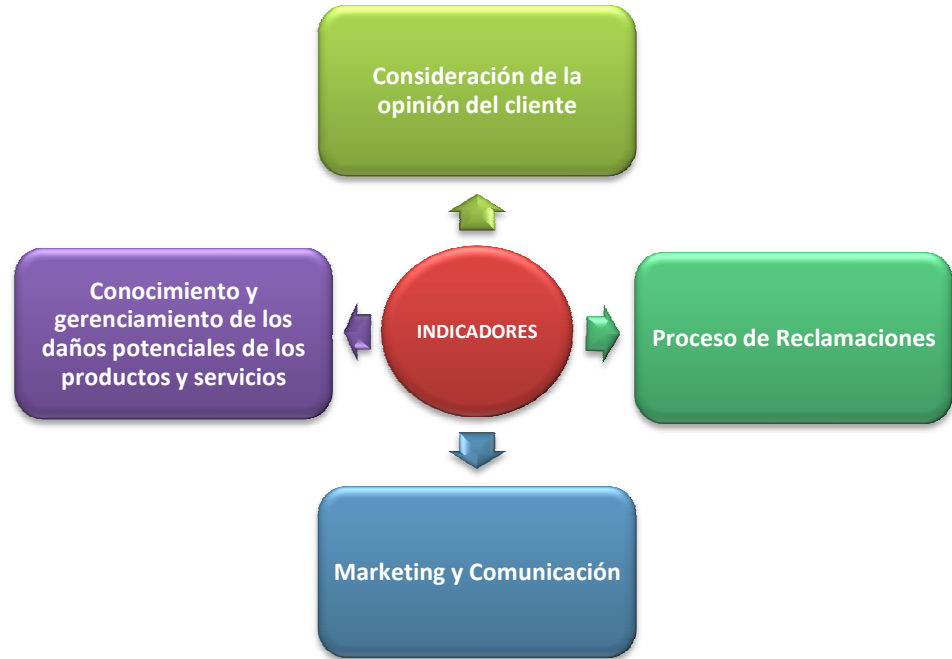 Consideración de la
opinión del cliente
Conocimiento y
gerenciamiento de los
daños potenciales de los
productos y servicios
INDICADORES
Proceso de Reclamaciones
Marketing y Comunicación